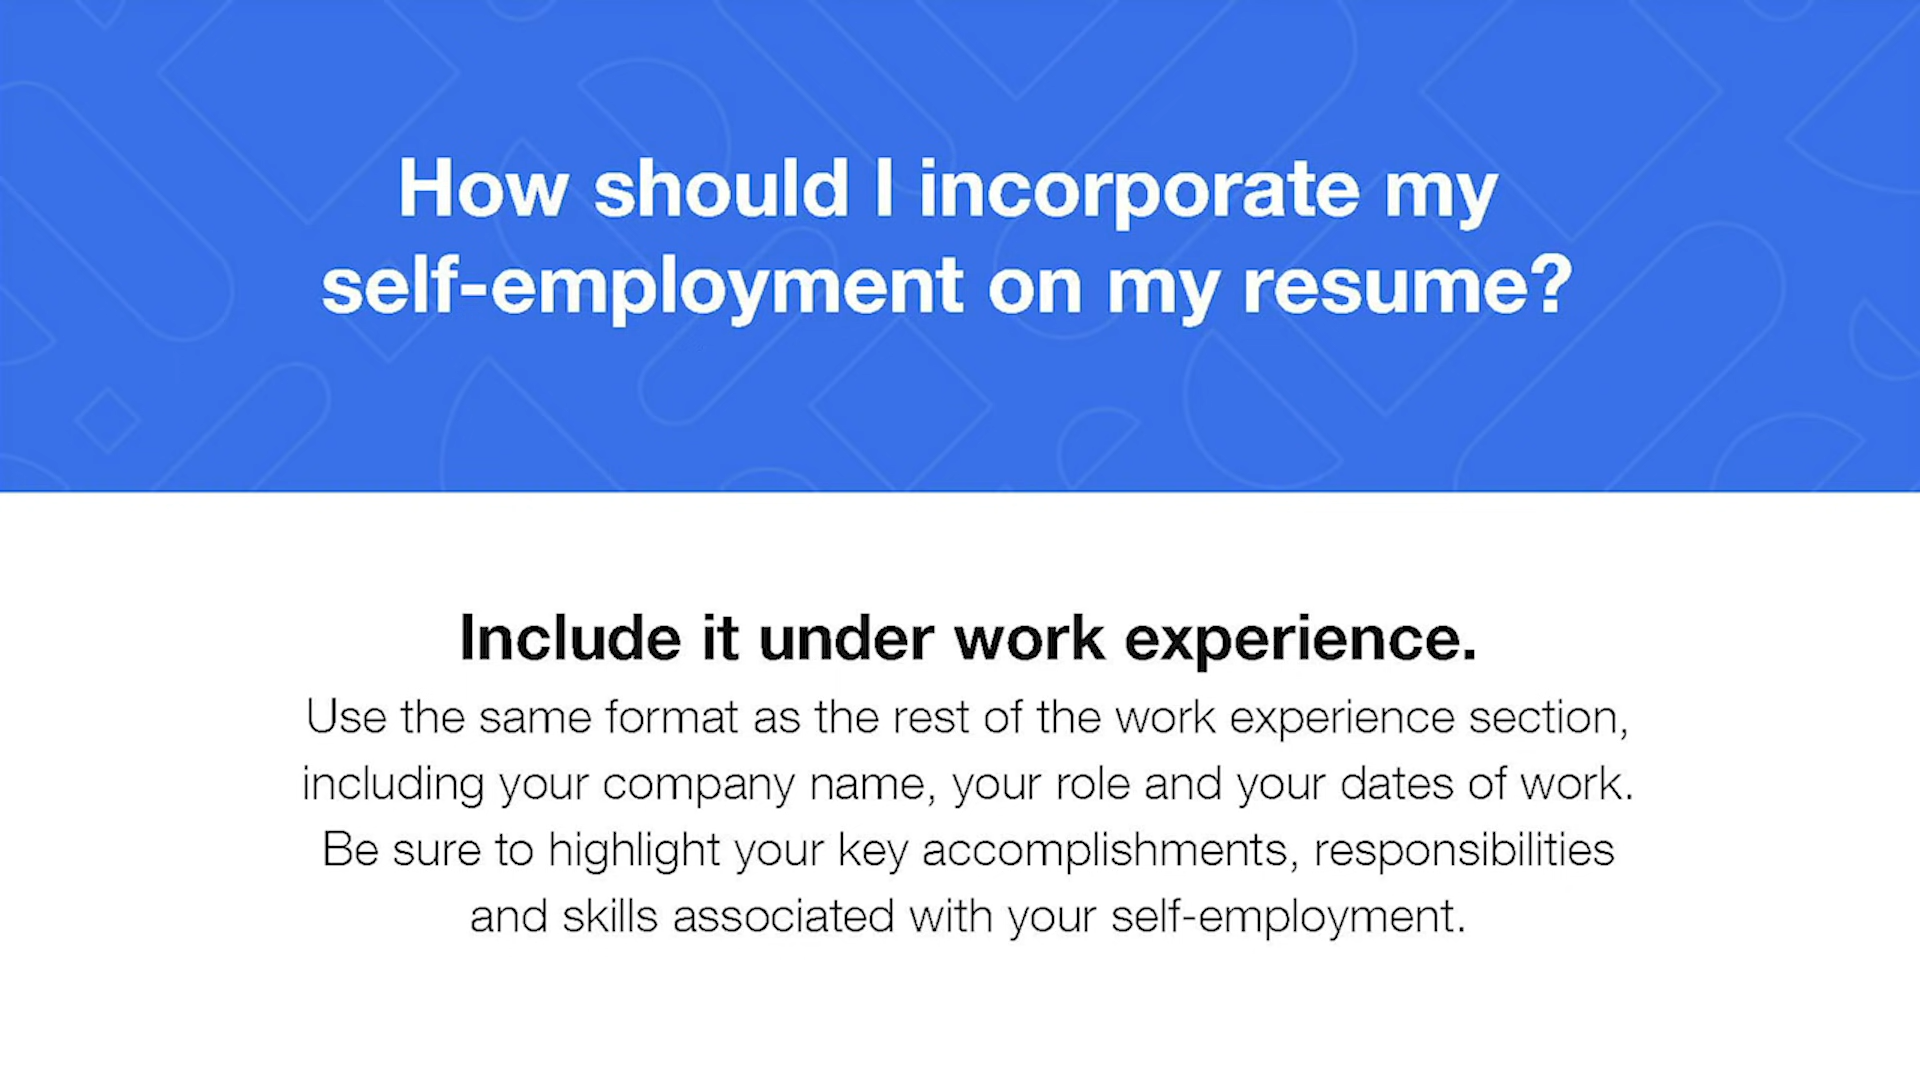 How should I incorporate my
self-employment on my resume?
Include it under work experience.
Use the same format as the rest of the work experience section,
including your company name, your role and your dates of work.
Be sure to highlight your key accomplishments, responsibilities
and skills associated with your self-employment.